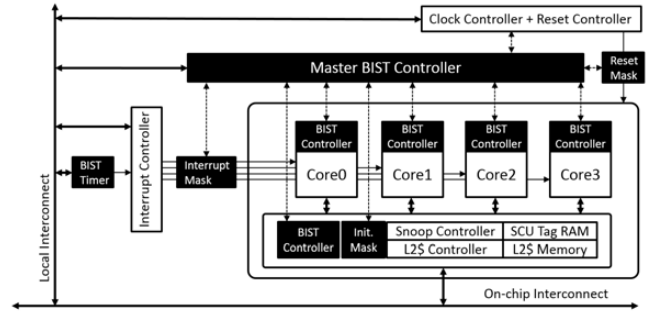 Clock Controller + Reset Controller
Master BIST Controller
Reset
Mask
BIST
Controller
Core0
BIST
Controller
Core1
BIST
Controller
Core2
BIST
Controller
Core3
Local Interconnect
BIST
Timer
Interrupt Controller
Interrupt
Mask
BIST
Controller
Init.
Mask
Snoop Controller
SCU Tag RAM
L2$ Controller
L2$ Memory
On-chip Interconnect